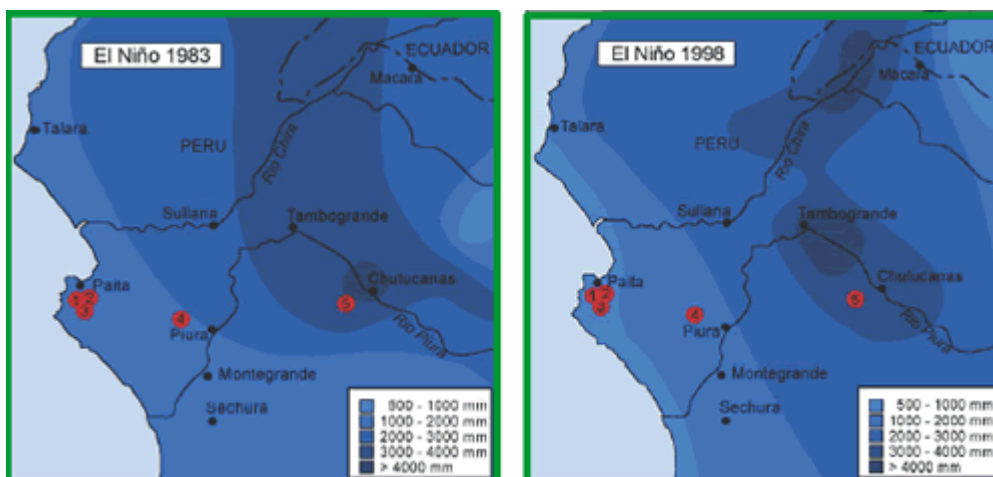 El Niño 1983
ECUADOR
Macara
Talara
PERU
Rio Chira
Sullana
Tambogrande
Paita
1 2
3
Chulucanas
4
5
Piura
Rio Piura
Montegrande
Sechura
1000 - 2000 mm
2000 - 3000 mm
3000 - 4000 mm
> 4000 mm
El Niño 1998
ECUADOR
Macara
Talara
PERU
Rio Chira
Sullana
Tambogrande
Paita
1 2
3
Chulucanas
4
5
Piura
Rio Piura
Montegrande
Sechura
500 - 1000 mm
1000 - 2000 mm
2000 - 3000 mm
3000 - 4000 mm
> 4000 mm